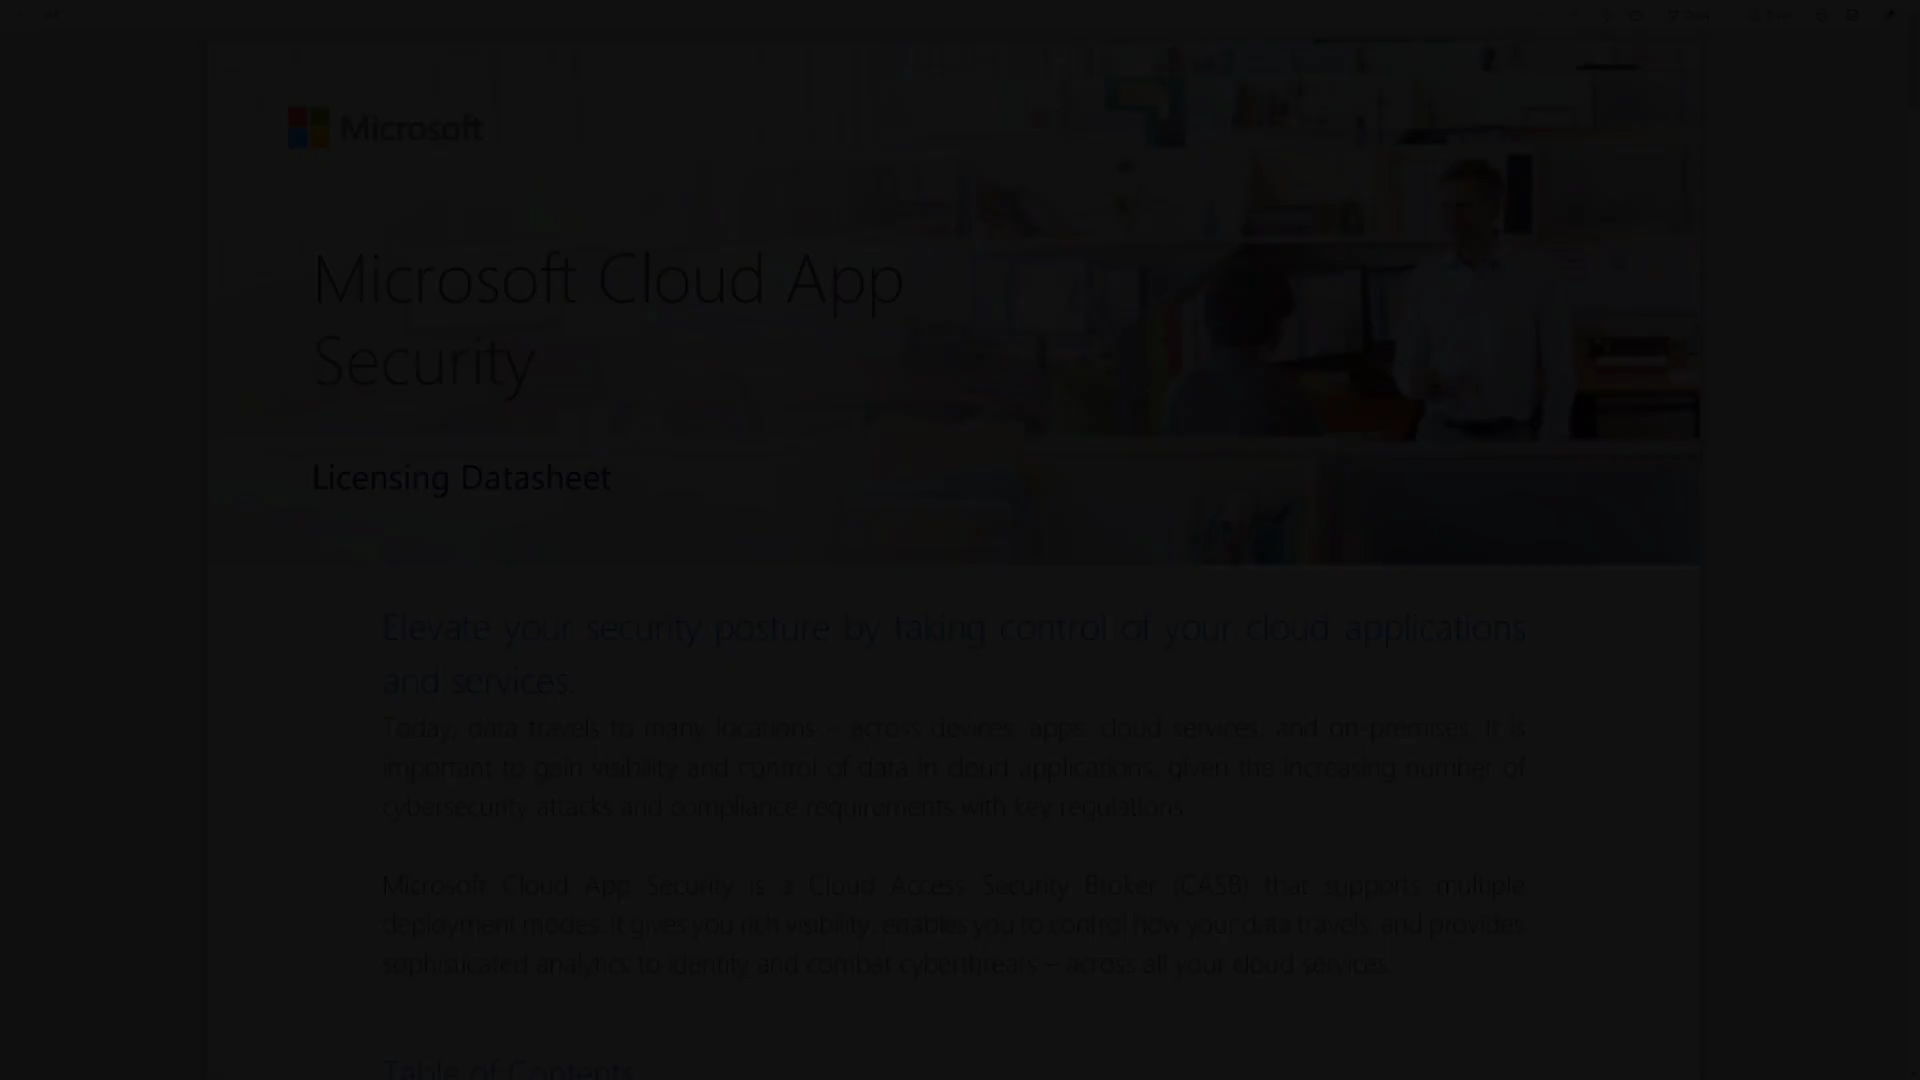 Microsoft
Microsoft Cloud App
Security
Licensing Datasheet
Elevate your security posture by taking control of your cloud applications
and services.
Today, data travels to many locations – across devices, apps, cloud services, and on-premises. It is
important to gain visibility and control of data in cloud applications, given the increasing number of
cybersecurity attacks and compliance requirements with key regulations.
Microsoft Cloud App Security is a Cloud Access Security Broker (CASB) that supports multiple
deployment modes. It gives you rich visibility, enables you to control how your data travels, and provides
sophisticated analytics to identify and combat cyberthreats – across all your cloud services.
Table of Contents